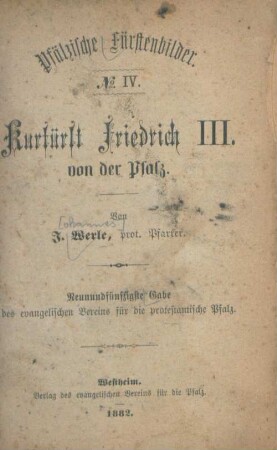 Pfälzische Fürstenbilder.
№ IV.
Kurfürst Friedrich III.
von der Pfalz.
Von
Johannes
J. Werle, prot. Pfarrer.
Neunundfünfzigste Gabe
des evangelischen Vereins für die protestantische Pfalz.
Westheim.
Verlag des evangelischen Vereins für die Pfalz.
1882.